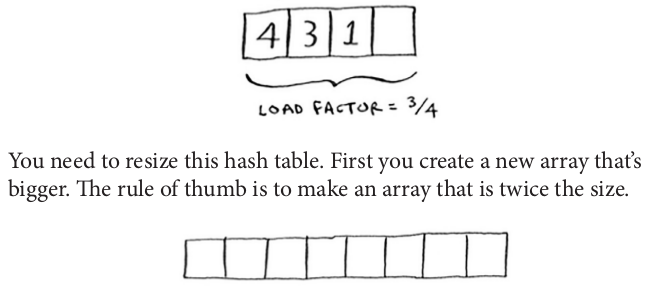 4 3 1
LOAD FACTOR = 3/4
You need to resize this hash table. First you create a new array that’s
bigger. The rule of thumb is to make an array that is twice the size.